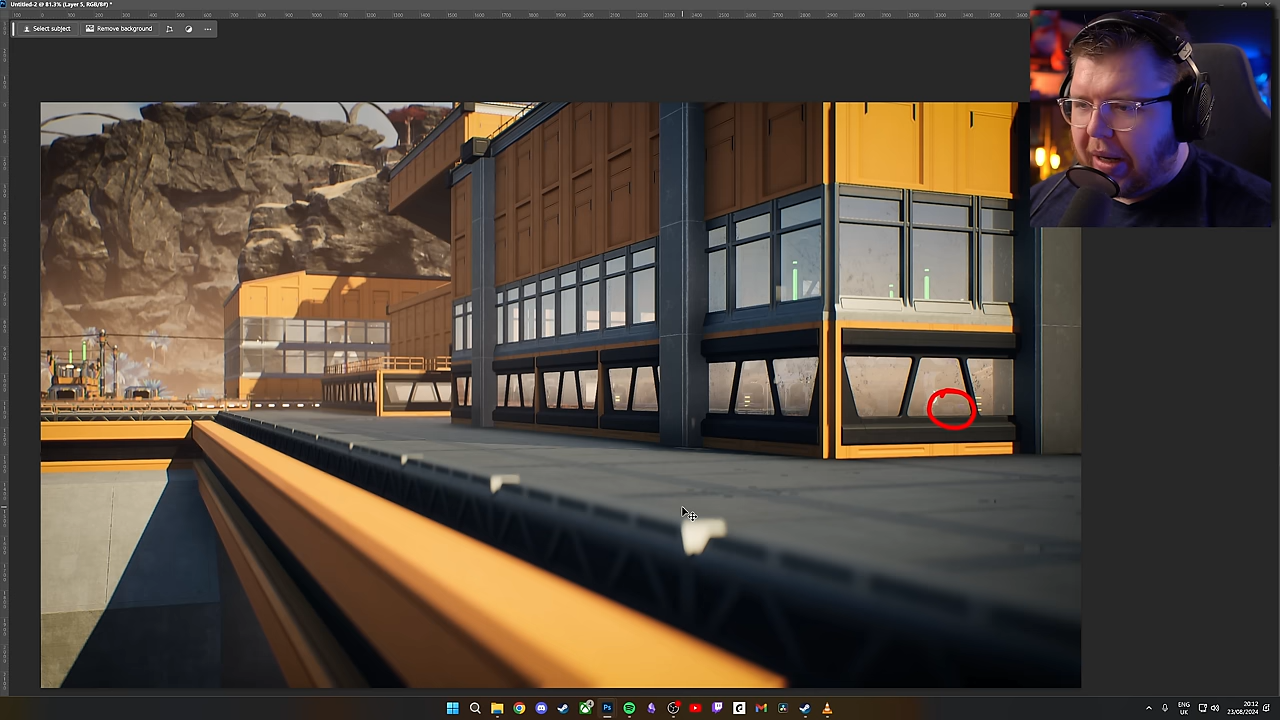 Untitled-2 @ 81.3% (Layer 5, RGB/8#) *
Select subject
Remove background
ENG
UK
20:12
23/08/2024